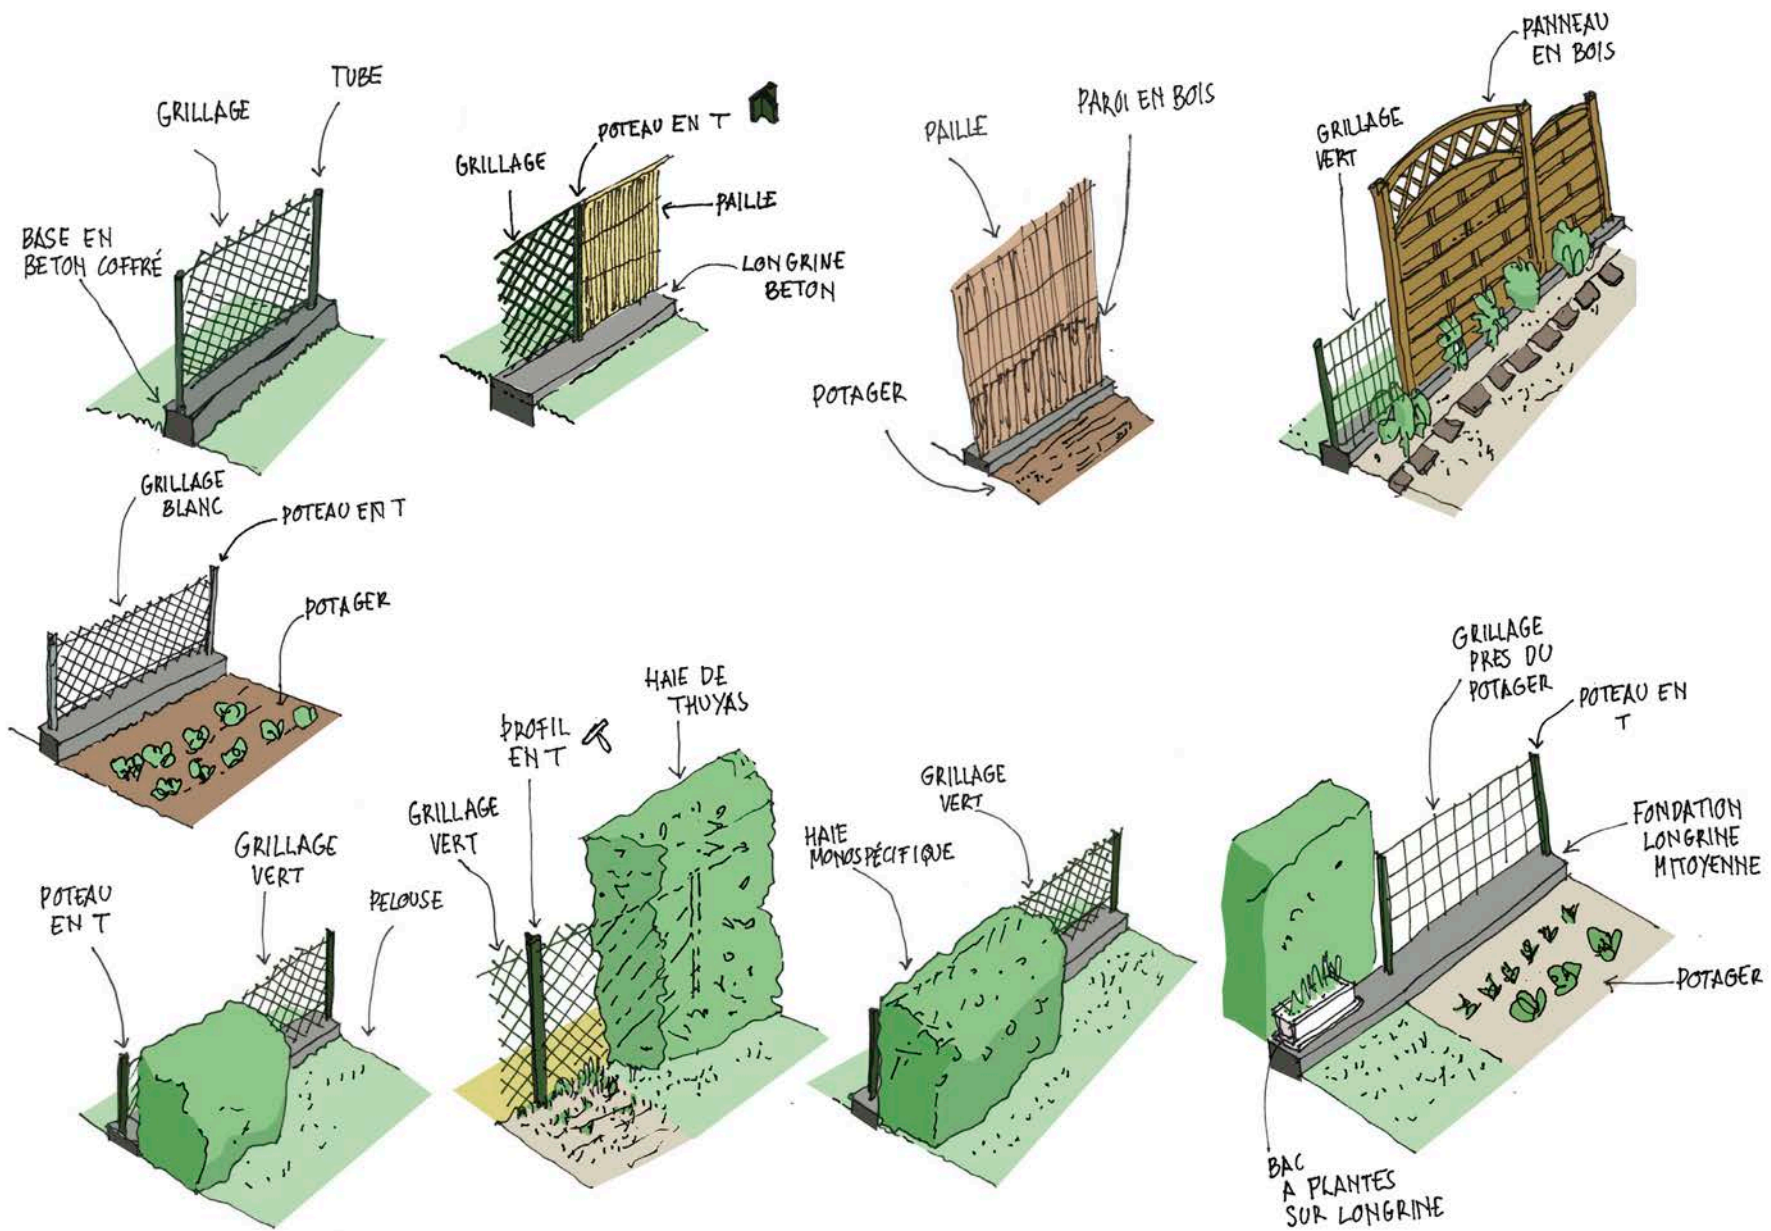 GRILLAGE
TUBE
BASE EN
BETON COFFRÉ
GRILLAGE
POTEAU EN T
PAILLE
LONGRINE
BETON
PAILLE
PAROI EN BOIS
POTAGER
PANNEAU
EN BOIS
GRILLAGE
VERT
GRILLAGE
BLANC
POTEAU EN T
POTAGER
POTEAU
EN T
GRILLAGE
VERT
PELOUSE
GRILLAGE
VERT
PROFIL
EN T
HAIE DE
THUYAS
HAIE
MONOSPÉCIFIQUE
GRILLAGE
VERT
GRILLAGE
PRES DU
POTAGER
POTEAU EN
T
FONDATION
LONGRINE
MITOYENNE
POTAGER
BAC
A PLANTES
SUR LONGRINE